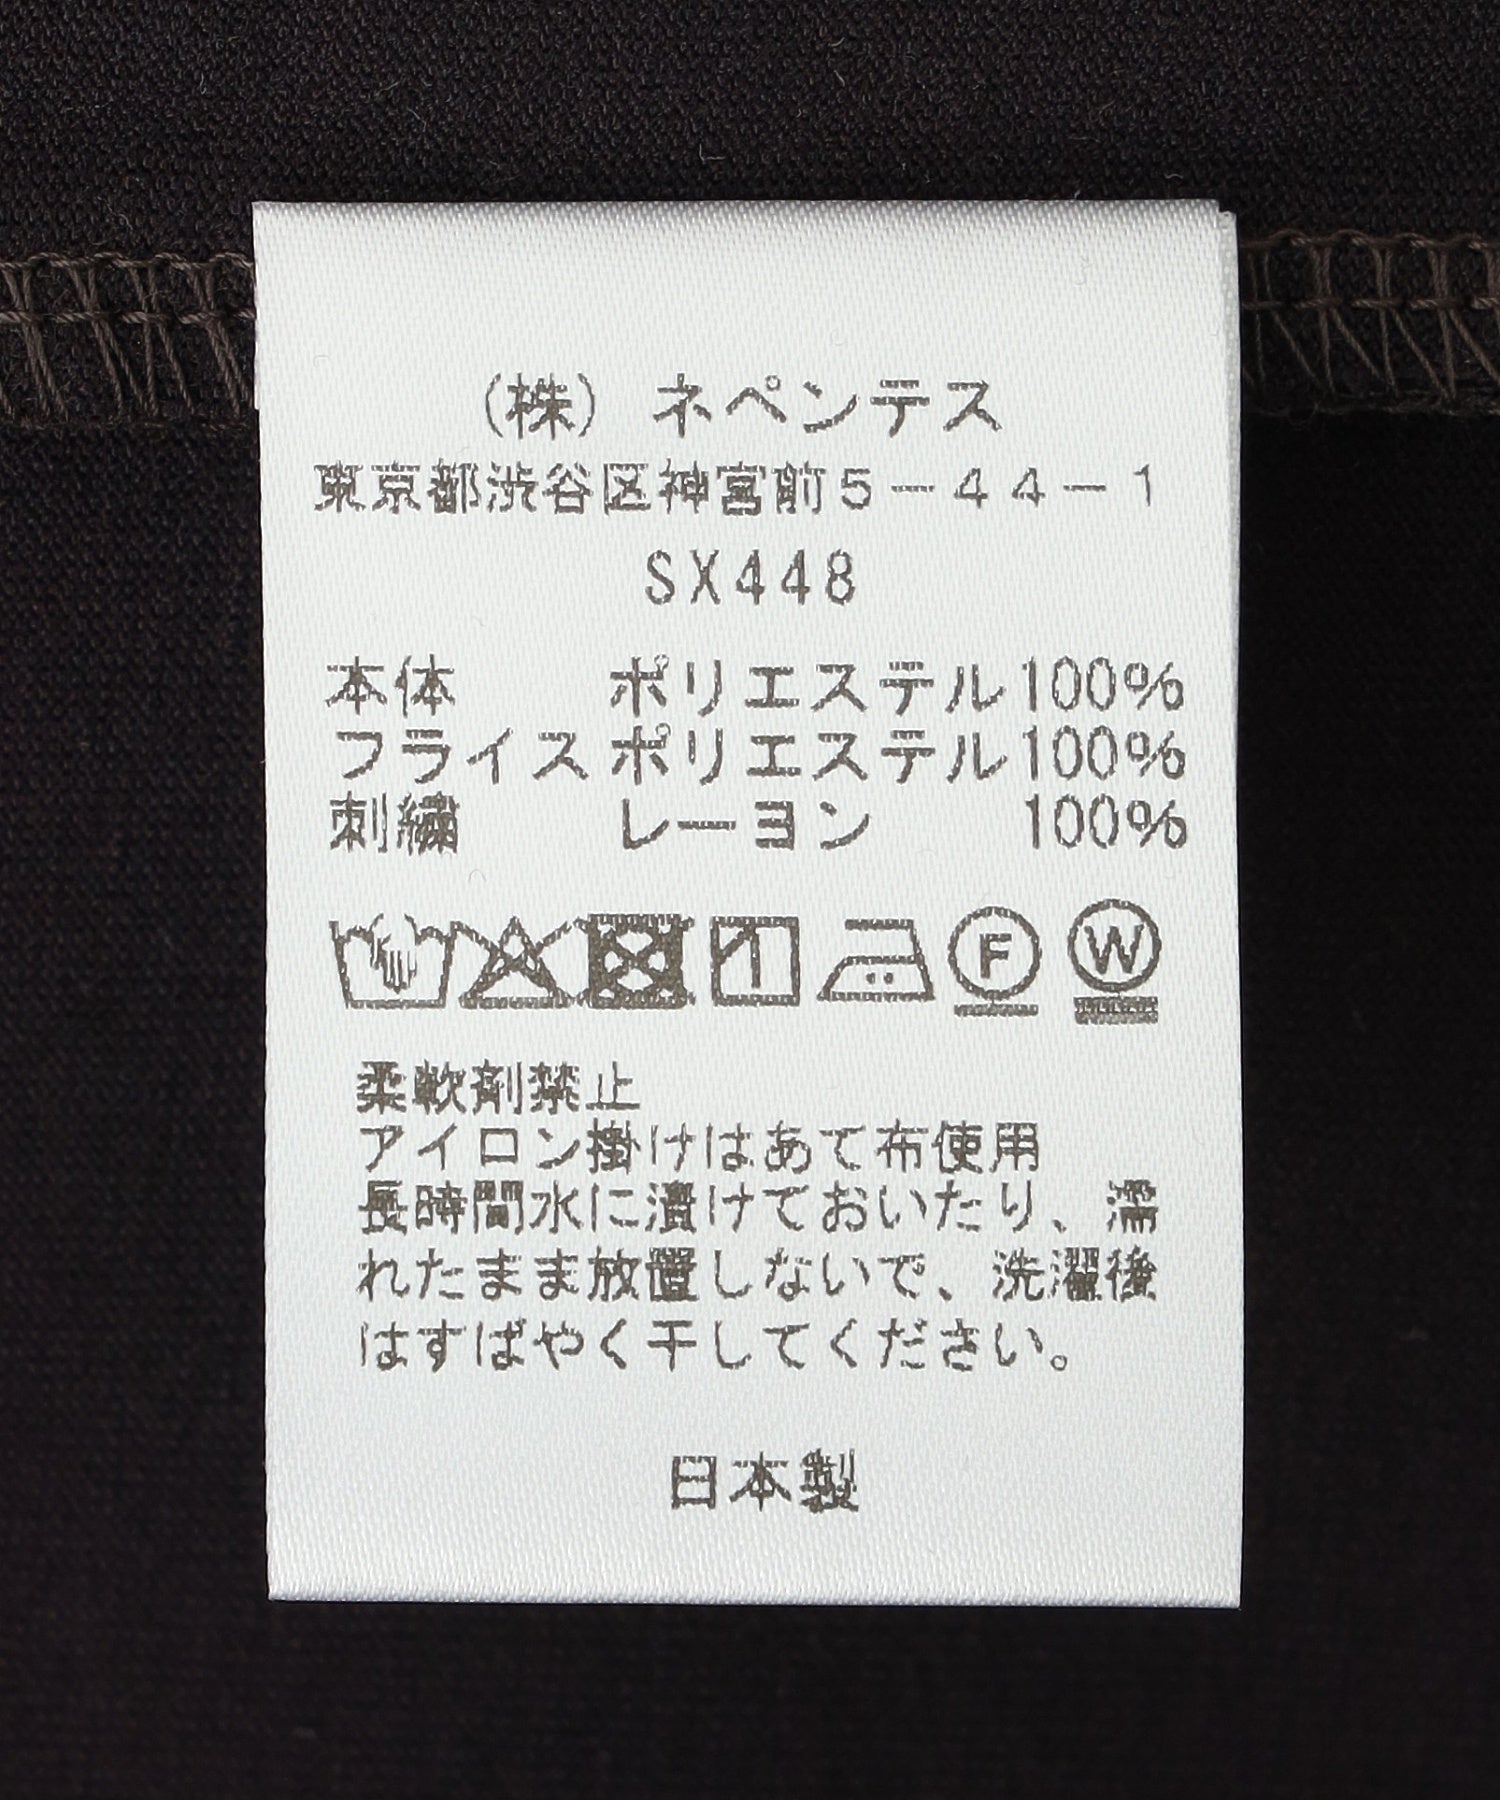 (株) ネペンテス
東京都渋谷区神宮前5-44-1
SX448
本体 ポリエステル100%
フライス ポリエステル100%
刺繍 レーヨン 100%
F W
柔軟剤禁止
アイロン掛けはあて布使用
長時間水に漬けておいたり、濡
れたまま放置しないで、洗濯後
はすばやく干してください。
日本製